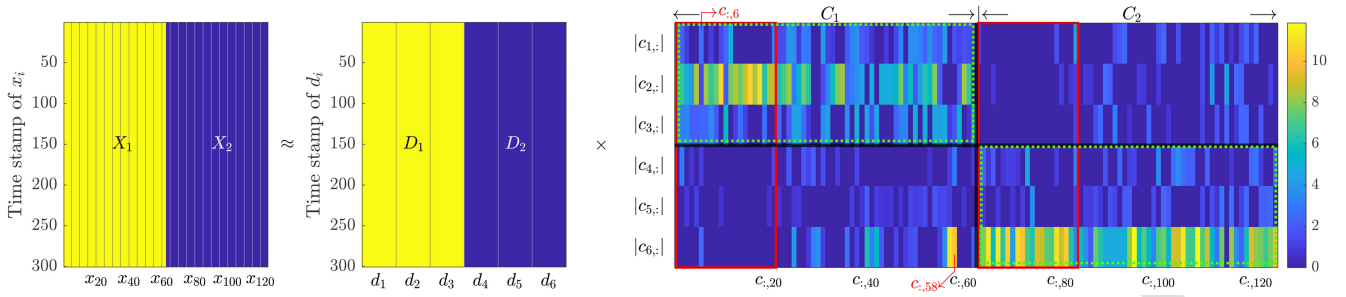 Time stamp of x_i
50
100
150
200
250
300
X_1
X_2
x_20 x_40 x_60 x_80 x_100 x_120
≈
Time stamp of d_i
50
100
150
200
250
300
D_1
D_2
d_1 d_2 d_3 d_4 d_5 d_6
×
c_:,6
C_1
C_2
|c_1,:|
|c_2,:|
|c_3,:|
|c_4,:|
|c_5,:|
|c_6,:|
c_:,20 c_:,40 c_:,58 c_:,60 c_:,80 c_:,100 c_:,120
10
8
6
4
2
0